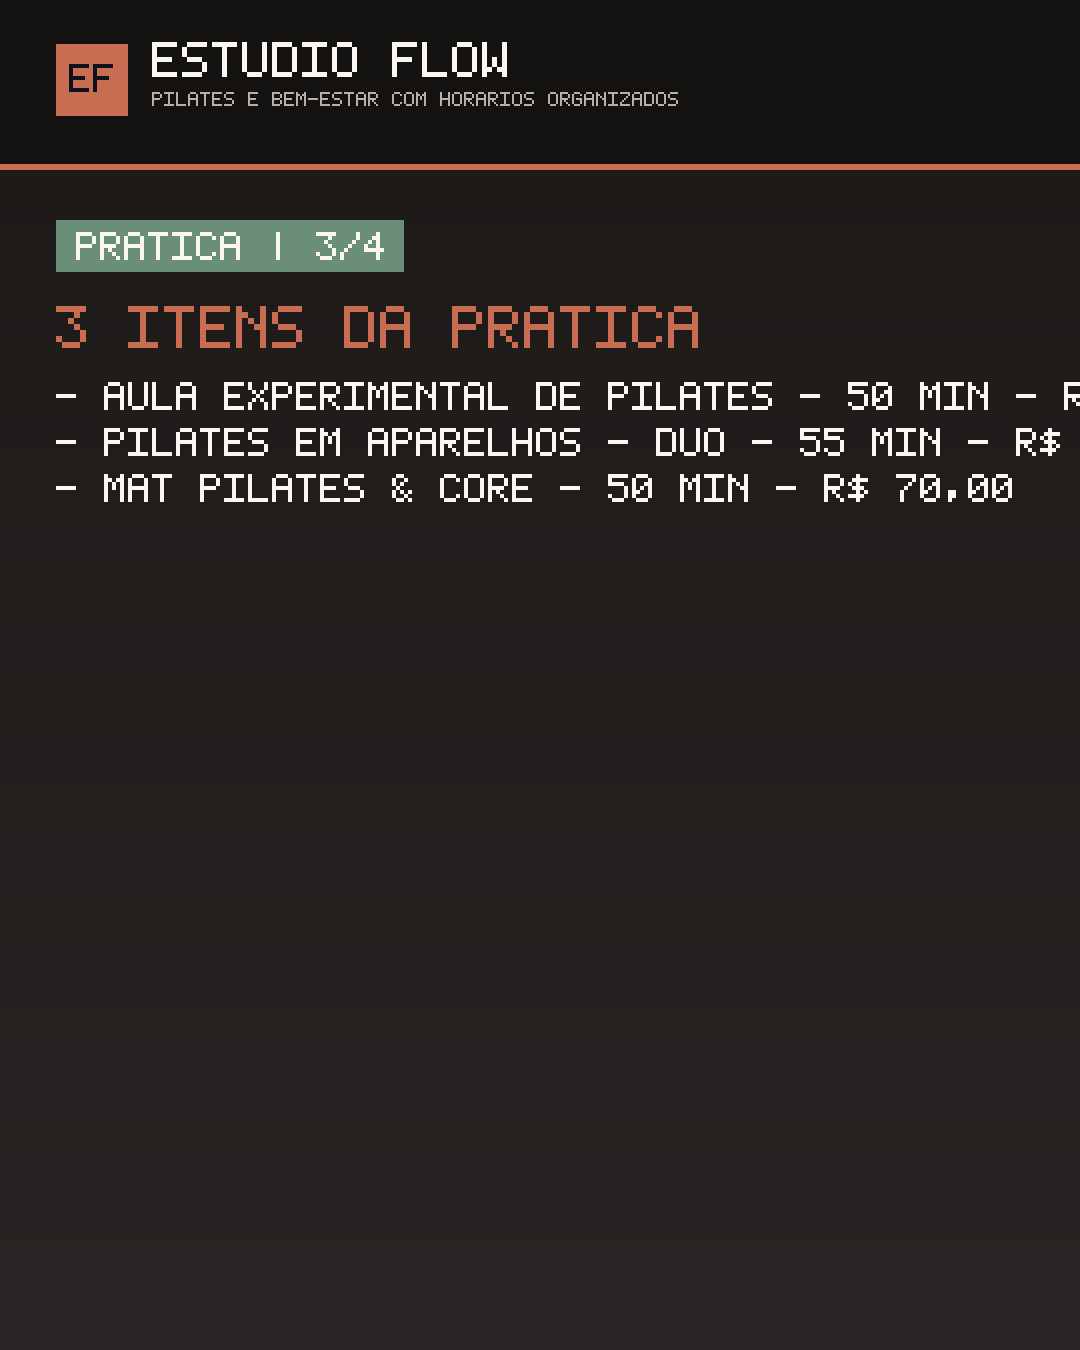 EF
ESTUDIO FLOW
PILATES E BEM-ESTAR COM HORARIOS ORGANIZADOS
PRATICA | 3/4
3 ITENS DA PRATICA
- AULA EXPERIMENTAL DE PILATES - 50 MIN -
- PILATES EM APARELHOS - DUO - 55 MIN - R$
- MAT PILATES & CORE - 50 MIN - R$ 70.00